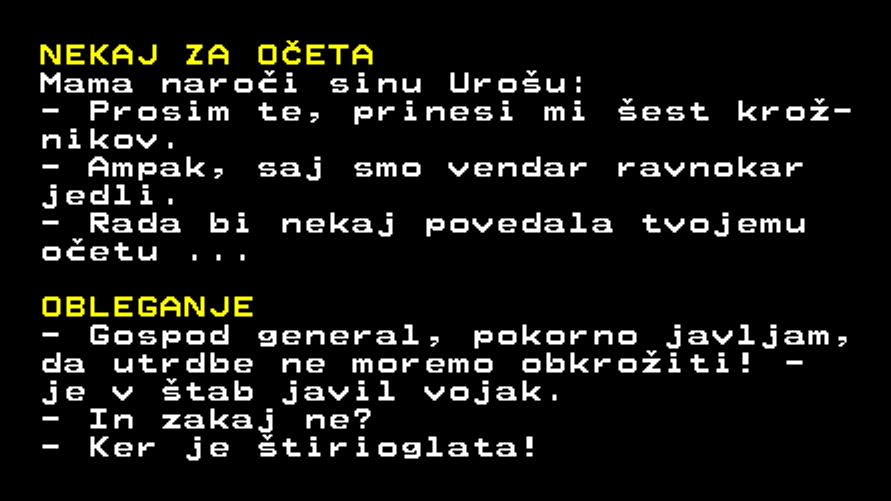 NEKAJ ZA OČETA
Mama naroči sinu Urošu:
- Prosim te, prinesi mi šest krož-
nikov.
- Ampak, saj smo vendar ravnokar
jedli.
- Rada bi nekaj povedala tvojemu
očetu ...
OBLEGANJE
- Gospod general, pokorno javljam,
da utrdbe ne moremo obkrožiti! -
je v štab javil vojak.
- In zakaj ne?
- Ker je štirioglata!